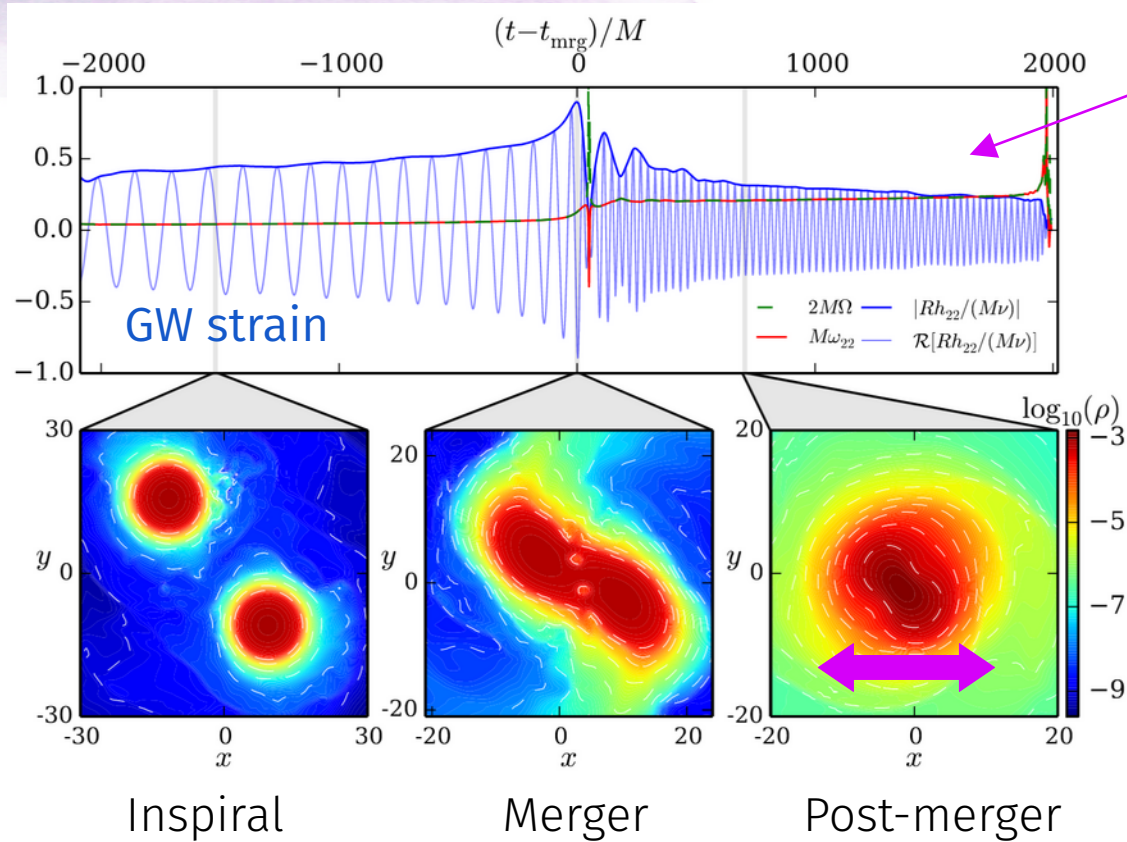 (t−t_mrg)/M
−2000 −1000 0 1000 2000
1.0
0.5
0.0
−0.5
−1.0
GW strain
2MΩ |Rh₂₂/(Mν)|
Mω₂₂ ℛ[Rh₂₂/(Mν)]
log₁₀(ρ)
30 20 20 −3
−5
y 0 y 0 y 0
−7
−9
-30 -20 -20
-30 0 30 -20 0 20 -20 0 20
x x x
Inspiral Merger Post-merger